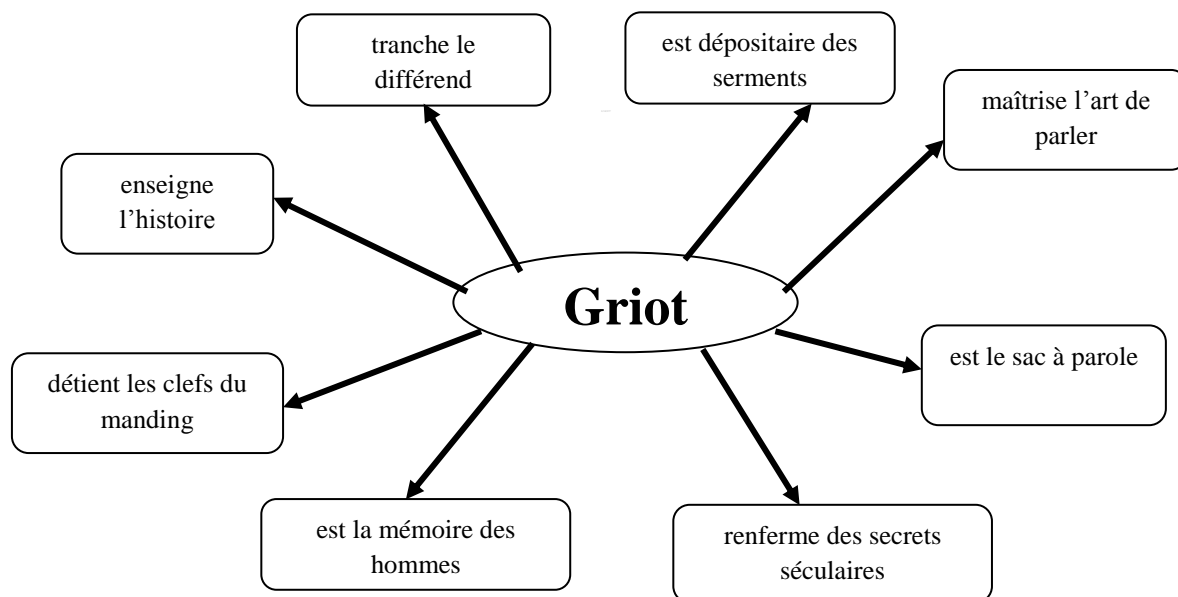 tranche le
différend
est dépositaire des
serments
maîtrise l’art de
parler
enseigne
l’histoire
Griot
détient les clefs du
manding
est le sac à parole
est la mémoire des
hommes
renferme des secrets
séculaires